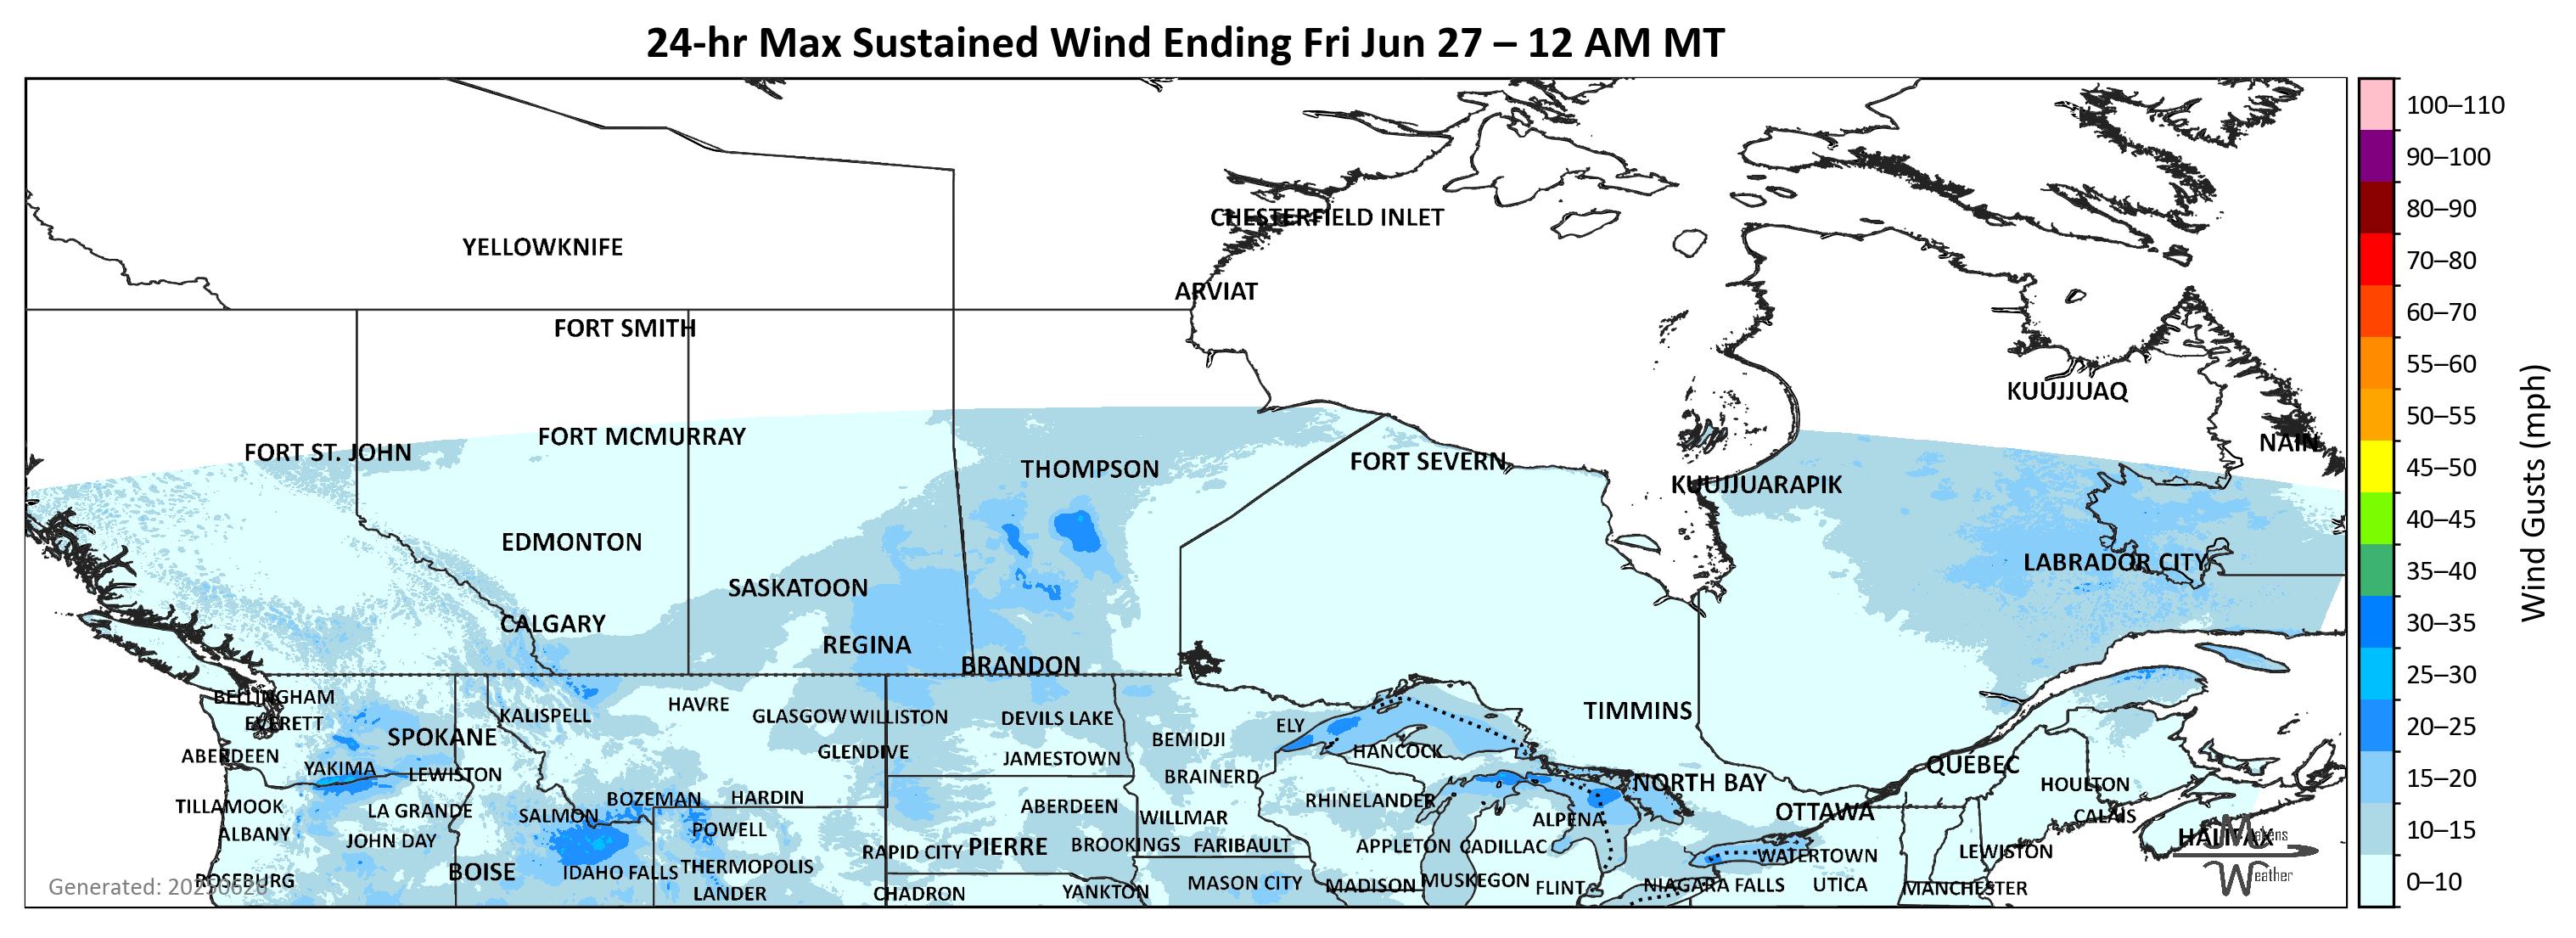 24-hr Max Sustained Wind Ending Fri Jun 27 – 12 AM MT
CHESTERFIELD INLET
YELLOWKNIFE
ARVIAT
FORT SMITH
KUUJJUAQ
FORT MCMURRAY
NAIN
FORT ST. JOHN
FORT SEVERN
THOMPSON
KUUJJUARAPIK
EDMONTON
LABRADOR CITY
SASKATOON
CALGARY
REGINA
BRANDON
BELLINGHAM
HAVRE
TIMMINS
KALISPELL
GLASGOW
WILLISTON
DEVILS LAKE
EVERETT
ELY
SPOKANE
BEMIDJI
ABERDEEN
GLENDIVE
JAMESTOWN
HANCOCK
QUÉBEC
YAKIMA
LEWISTON
BRAINERD
NORTH BAY
HOULTON
BOZEMAN
HARDIN
RHINELANDER
TILLAMOOK
LA GRANDE
ABERDEEN
OTTAWA
SALMON
WILLMAR
ALPENA
CALAIS
ALBANY
JOHN DAY
POWELL
HALIFAX
RAPID CITY
PIERRE
BROOKINGS
FARIBAULT
APPLETON
CADILLAC
WATERTOWN
LEWISTON
BOISE
IDAHO FALLS
THERMOPOLIS
ROSEBURG
MASON CITY
MADISON
MUSKEGON
FLINT
NIAGARA FALLS
UTICA
MANCHESTER
LANDER
CHADRON
YANKTON
Makens
Weather
Generated: 20250626
100–110
90–100
80–90
70–80
60–70
55–60
50–55
45–50
40–45
35–40
30–35
25–30
20–25
15–20
10–15
0–10
Wind Gusts (mph)